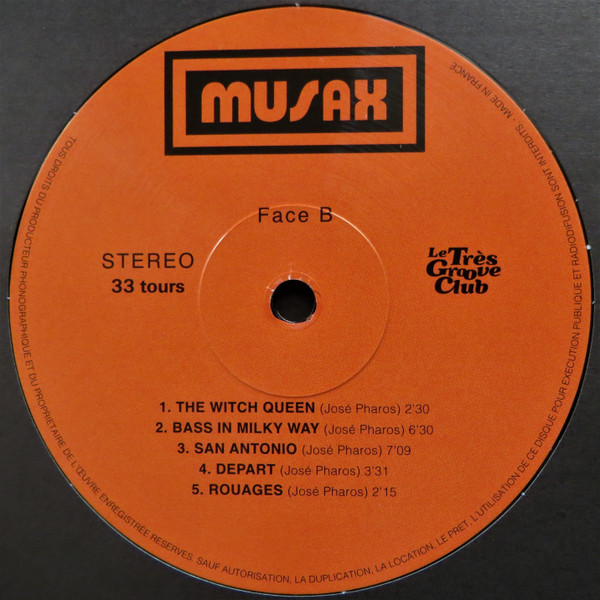 MUSAX
Face B
STEREO
33 tours
Le Très
Groove
Club
1. THE WITCH QUEEN (José Pharos) 2'30
2. BASS IN MILKY WAY (José Pharos) 6'30
3. SAN ANTONIO (José Pharos) 7'09
4. DEPART (José Pharos) 3'31
5. ROUAGES (José Pharos) 2'15
TOUS DROITS DU PRODUCTEUR PHONOGRAPHIQUE ET DU PROPRIETAIRE DE L'ŒUVRE ENREGISTRÉE RESERVES. SAUF AUTORISATION, LA DUPLICATION, LA LOCATION, LE PRET, L'UTILISATION DE CE DISQUE POUR EXECUTION PUBLIQUE ET RADIODIFUSION SONT INTERDITS - MADE IN FRANCE